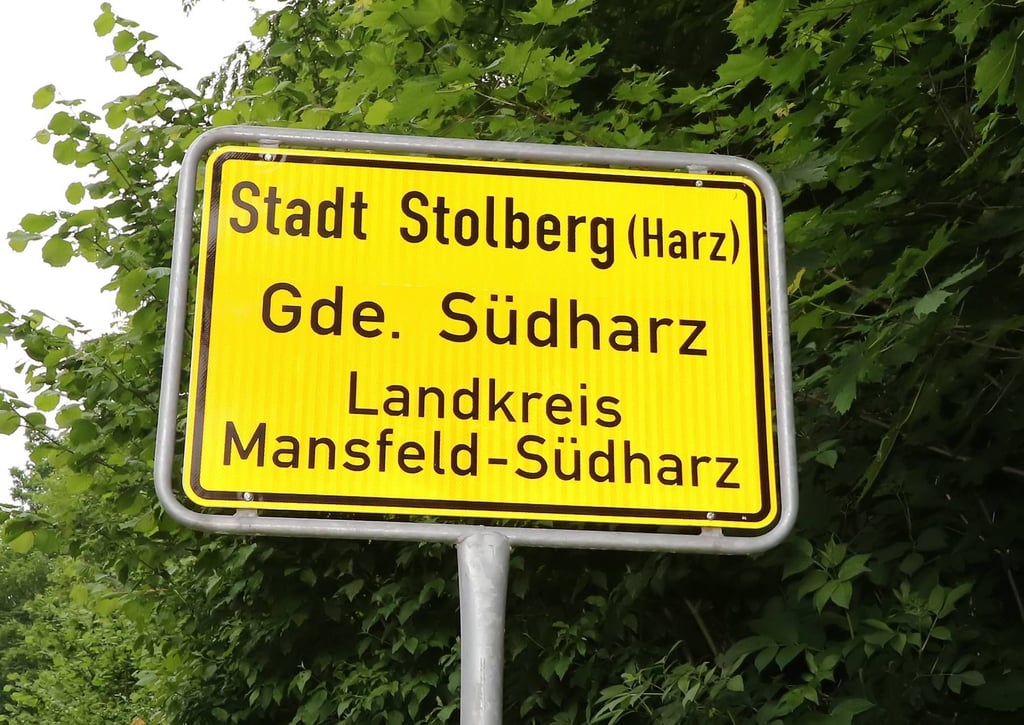 Stadt Stolberg (Harz)
Gde. Südharz
Landkreis
Mansfeld-Südharz